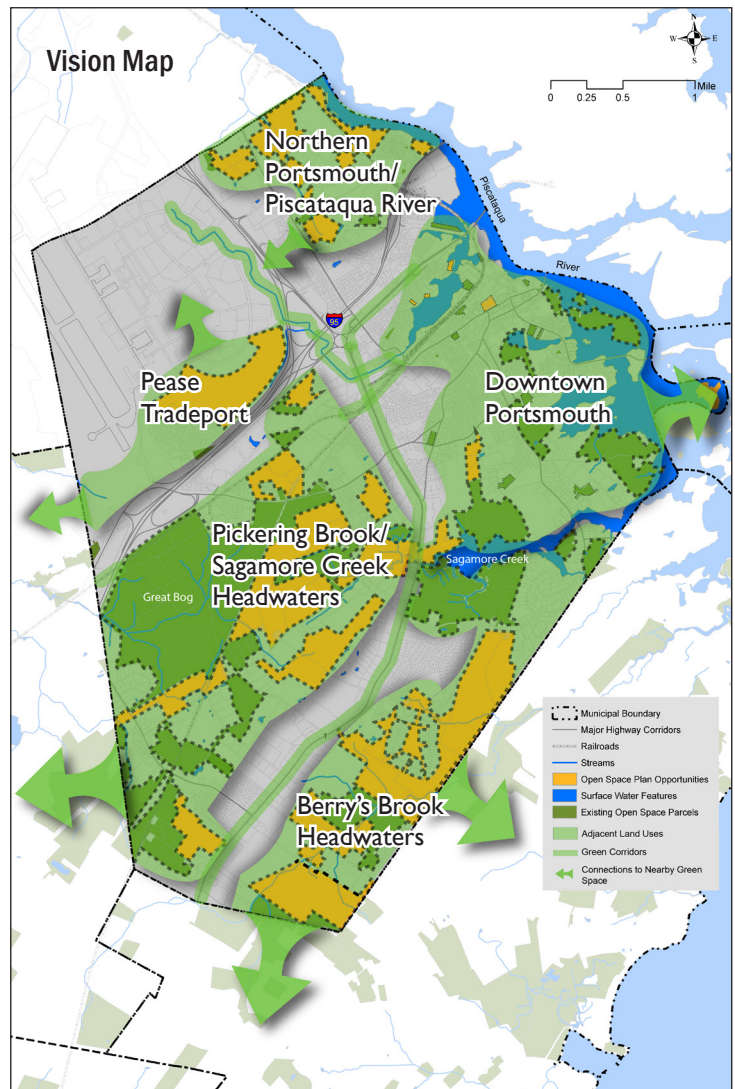 Vision Map
N
W E
S
Mile
0 0.25 0.5 1
Northern
Portsmouth/
Piscataqua River
Piscataqua
River
95
Pease
Tradeport
Downtown
Portsmouth
Pickering Brook/
Sagamore Creek
Headwaters
Sagamore Creek
Great Bog
Berry's Brook
Headwaters
Municipal Boundary
Major Highway Corridors
Railroads
Streams
Open Space Plan Opportunities
Surface Water Features
Existing Open Space Parcels
Adjacent Land Uses
Green Corridors
Connections to Nearby Green
Space